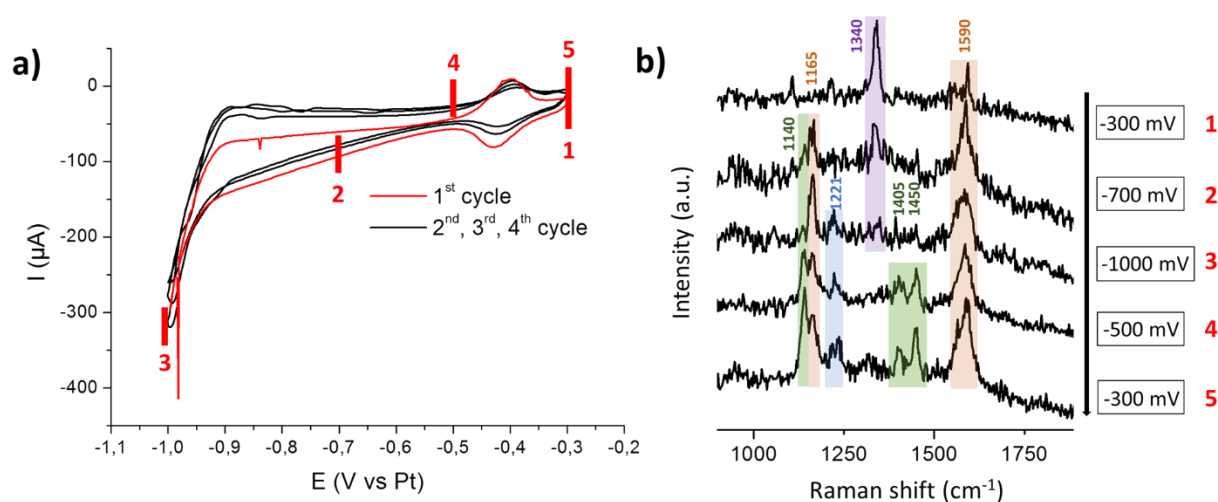 a)
0
-100
-200
-300
-400
I (µA)
-1,1
-1,0
-0,9
-0,8
-0,7
-0,6
-0,5
-0,4
-0,3
-0,2
E (V vs Pt)
1
2
3
4
5
1st cycle
2nd, 3rd, 4th cycle
b)
1140
1165
1221
1340
1405
1450
1590
Intensity (a.u.)
1000
1250
1500
1750
Raman shift (cm-1)
-300 mV 1
-700 mV 2
-1000 mV 3
-500 mV 4
-300 mV 5